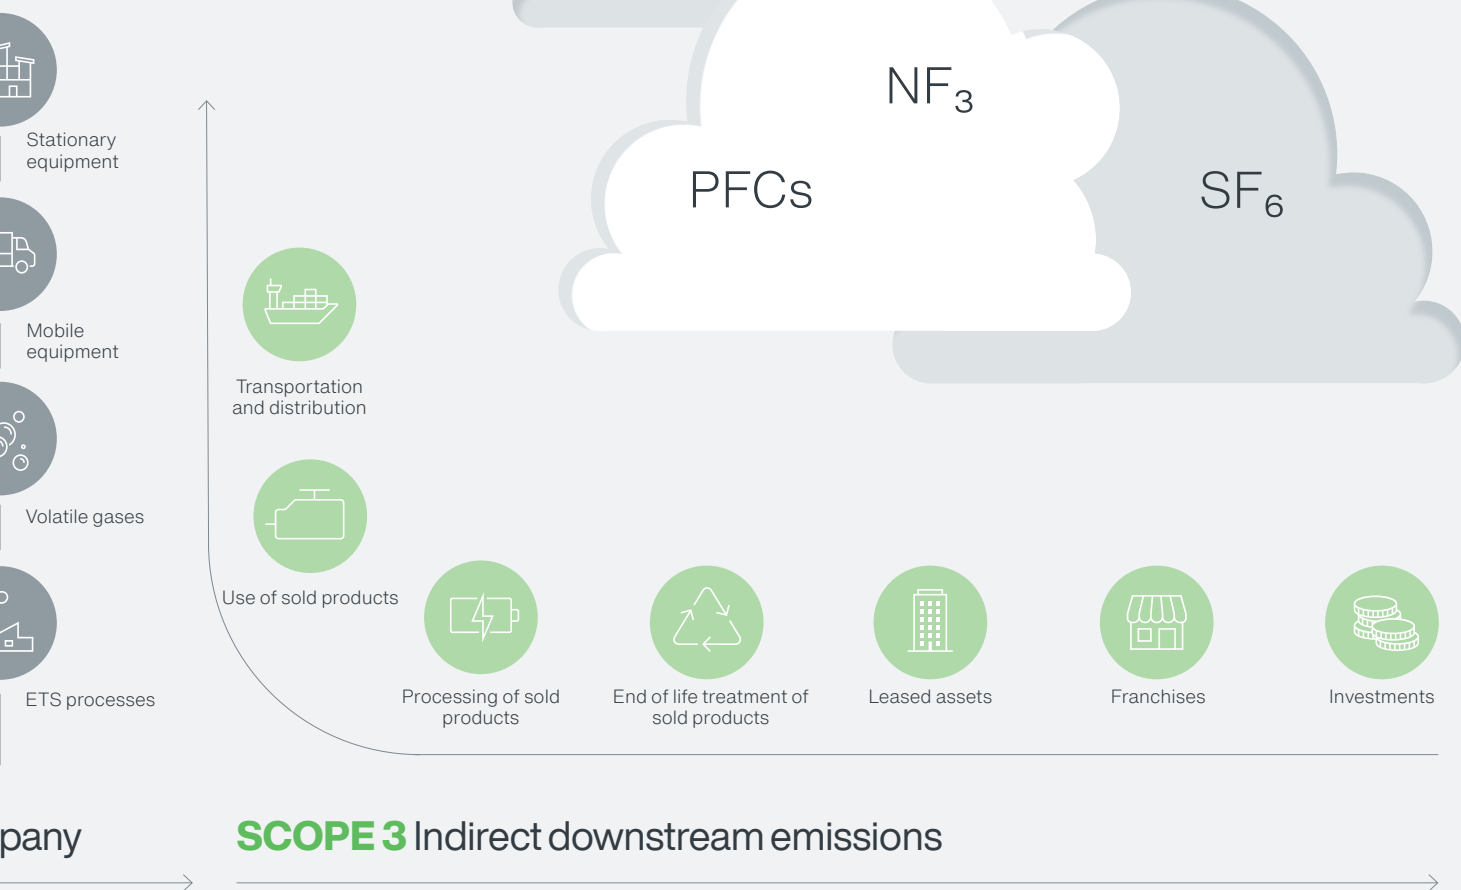 NF₃
PFCs
SF₆
Stationary
equipment
Mobile
equipment
Volatile gases
ETS processes
Transportation
and distribution
Use of sold products
Processing of sold
products
End of life treatment of
sold products
Leased assets
Franchises
Investments
pany
SCOPE 3 Indirect downstream emissions